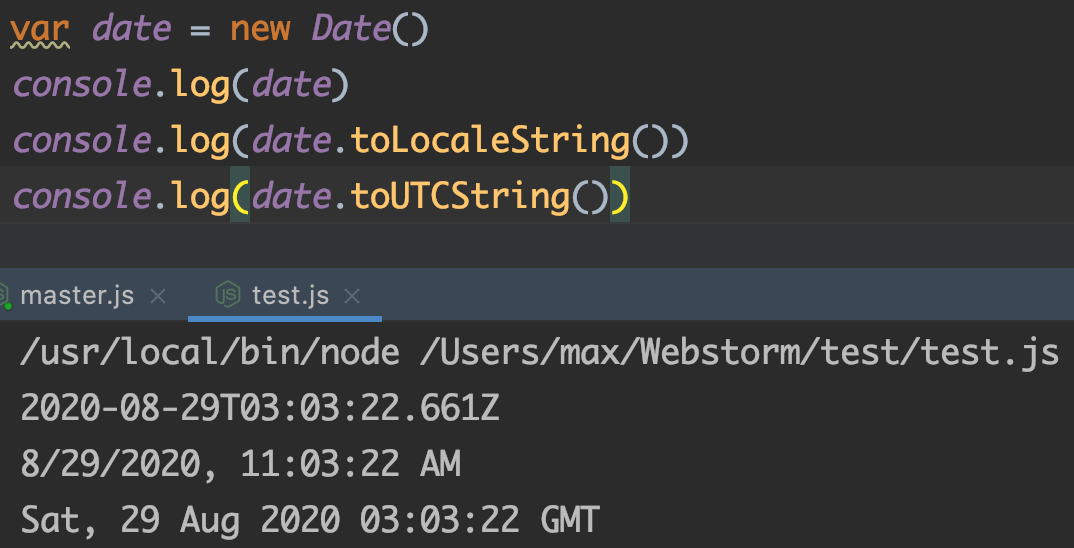 var date = new Date()
console.log(date)
console.log(date.toLocaleString())
console.log(date.toUTCString())
master.js
test.js
/usr/local/bin/node /Users/max/Webstorm/test/test.js
2020-08-29T03:03:22.661Z
8/29/2020, 11:03:22 AM
Sat, 29 Aug 2020 03:03:22 GMT